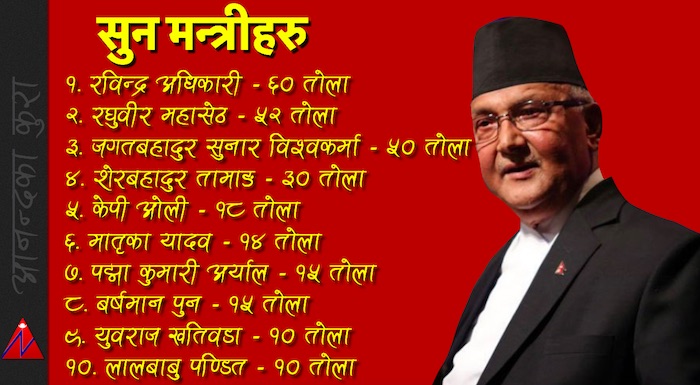 सुन मन्त्रीहरु
१. रविन्द्र अधिकारी - ६० तोला
२. रघुवीर महासेठ - ५२ तोला
३. जगतबहादुर सुनार विश्वकर्मा - ५० तोला
४. शेरबहादुर तामाङ - ३० तोला
५. केपी ओली - १८ तोला
६. मातृका यादव - १४ तोला
७. पद्मा कुमारी अर्याल - १५ तोला
८. बर्षमान पुन - १५ तोला
९. युवराज खतिवडा - १० तोला
१०. लालबाबु पण्डित - १० तोला
आनन्दका कुरा